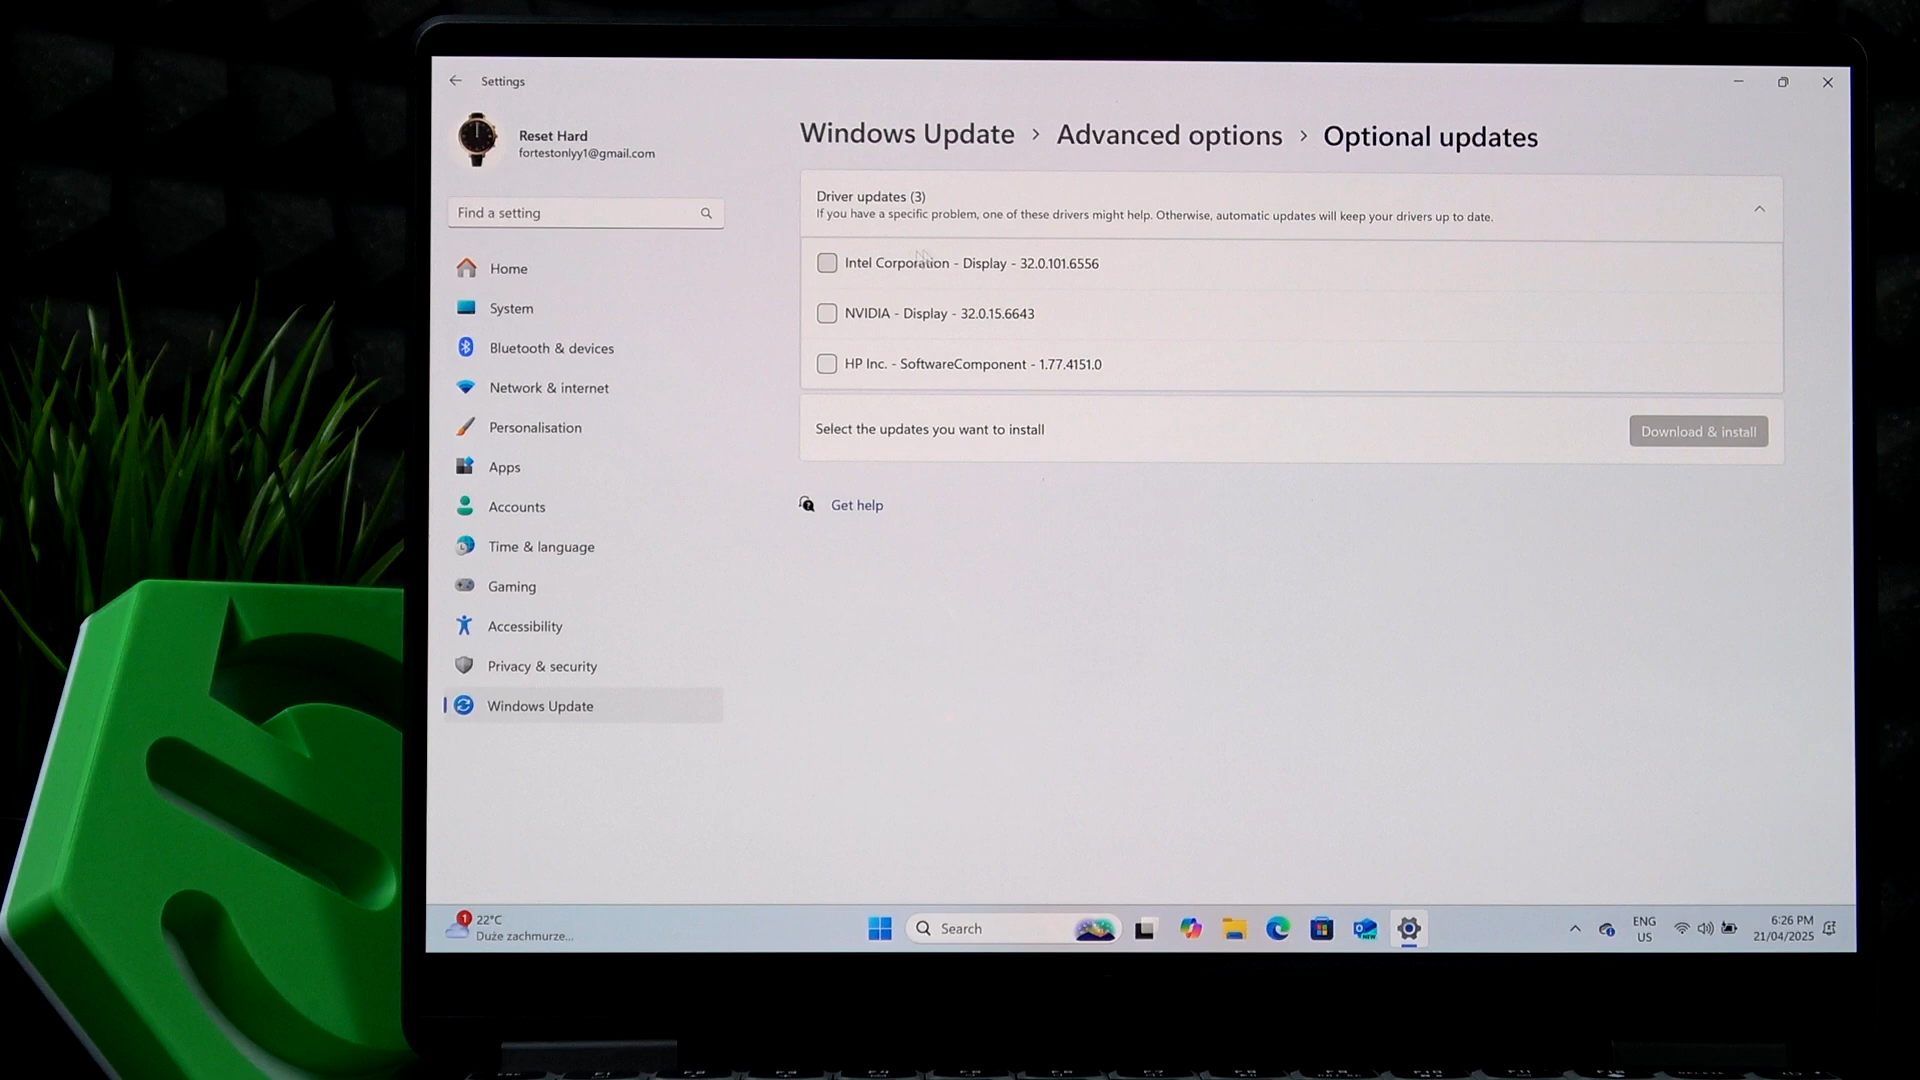 Settings
Reset Hard
fortestonlyy1@gmail.com
Find a setting
Home
System
Bluetooth & devices
Network & internet
Personalisation
Apps
Accounts
Time & language
Gaming
Accessibility
Privacy & security
Windows Update
Windows Update > Advanced options > Optional updates
Driver updates (3)
If you have a specific problem, one of these drivers might help. Otherwise, automatic updates will keep your drivers up to date.
Intel Corporation - Display - 32.0.101.6556
NVIDIA - Display - 32.0.15.6643
HP Inc. - SoftwareComponent - 1.77.4151.0
Select the updates you want to install
Download & install
Get help
1
22°C
Duże zachmurze...
Search
NEW
ENG
US
6:26 PM
21/04/2025